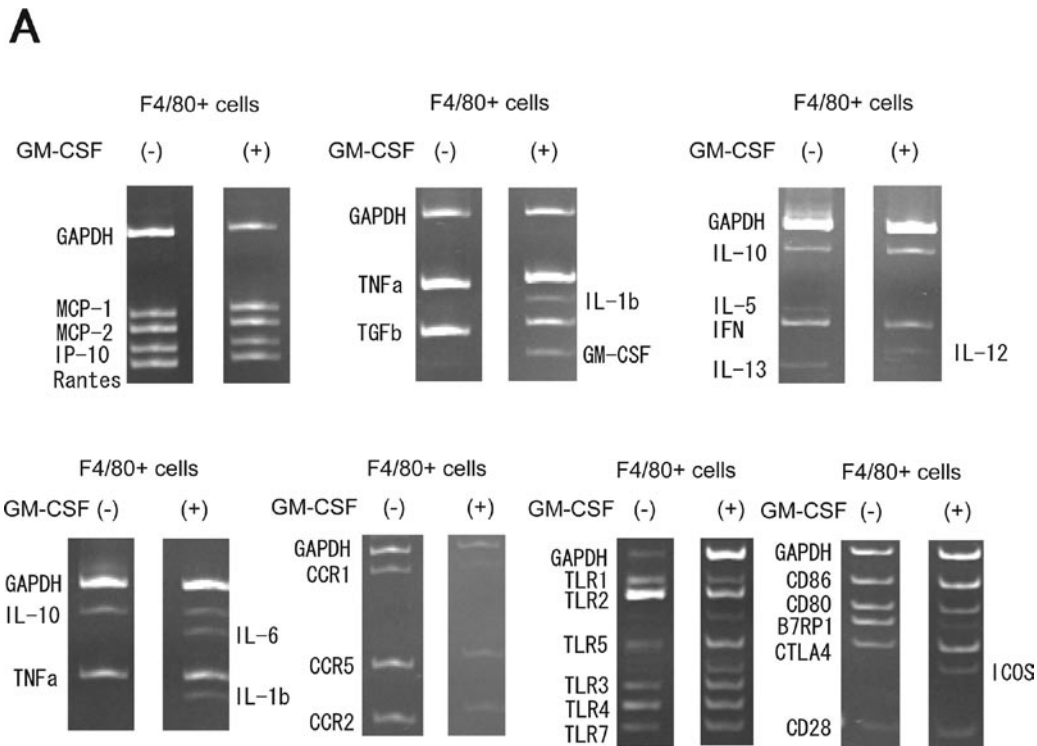 A
F4/80+ cells
GM-CSF (-) (+)
GAPDH
MCP-1
MCP-2
IP-10
Rantes
F4/80+ cells
GM-CSF (-) (+)
GAPDH
TNFa
IL-1b
TGFb
GM-CSF
F4/80+ cells
GM-CSF (-) (+)
GAPDH
IL-10
IL-5
IFN
IL-12
IL-13
F4/80+ cells
GM-CSF (-) (+)
GAPDH
IL-10
IL-6
TNFa
IL-1b
F4/80+ cells
GM-CSF (-) (+)
GAPDH
CCR1
CCR5
CCR2
F4/80+ cells
GM-CSF (-) (+)
GAPDH
TLR1
TLR2
TLR5
TLR3
TLR4
TLR7
F4/80+ cells
GM-CSF (-) (+)
GAPDH
CD86
CD80
B7RP1
CTLA4
ICOS
CD28